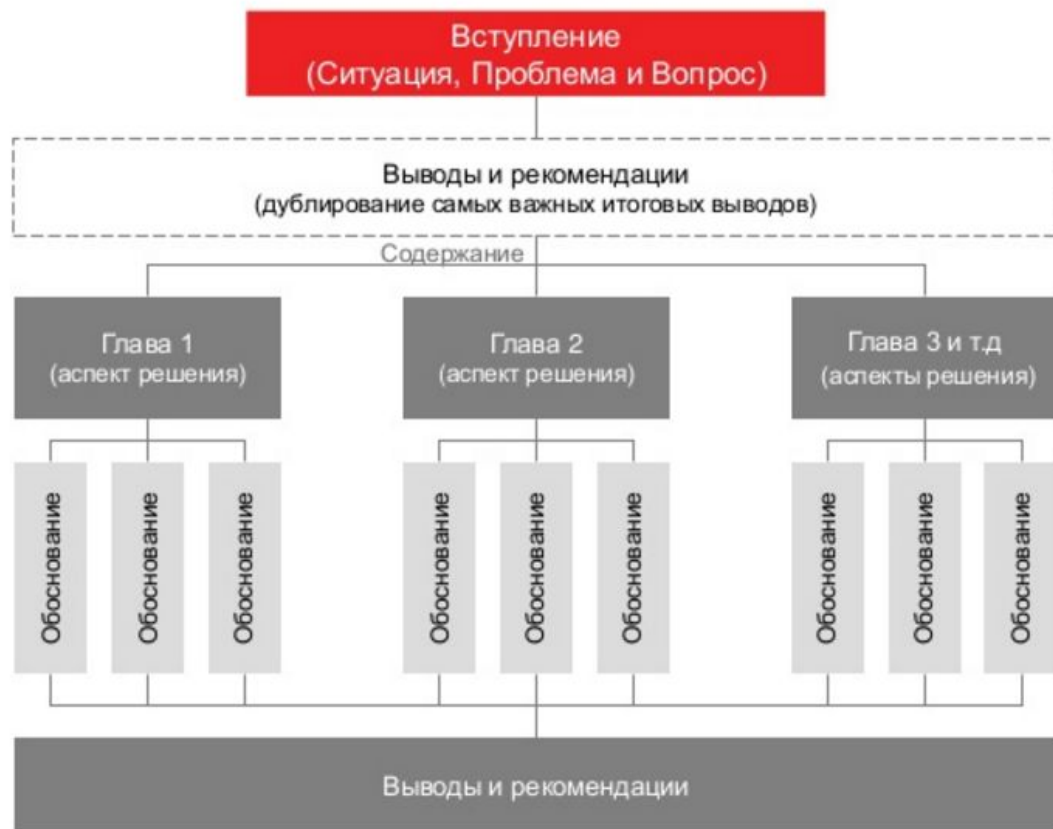 Вступление
(Ситуация, Проблема и Вопрос)
Выводы и рекомендации
(дублирование самых важных итоговых выводов)
Содержание
Глава 1
(аспект решения)
Глава 2
(аспект решения)
Глава 3 и т.д
(аспекты решения)
Обоснование
Обоснование
Обоснование
Обоснование
Обоснование
Обоснование
Обоснование
Обоснование
Обоснование
Выводы и рекомендации